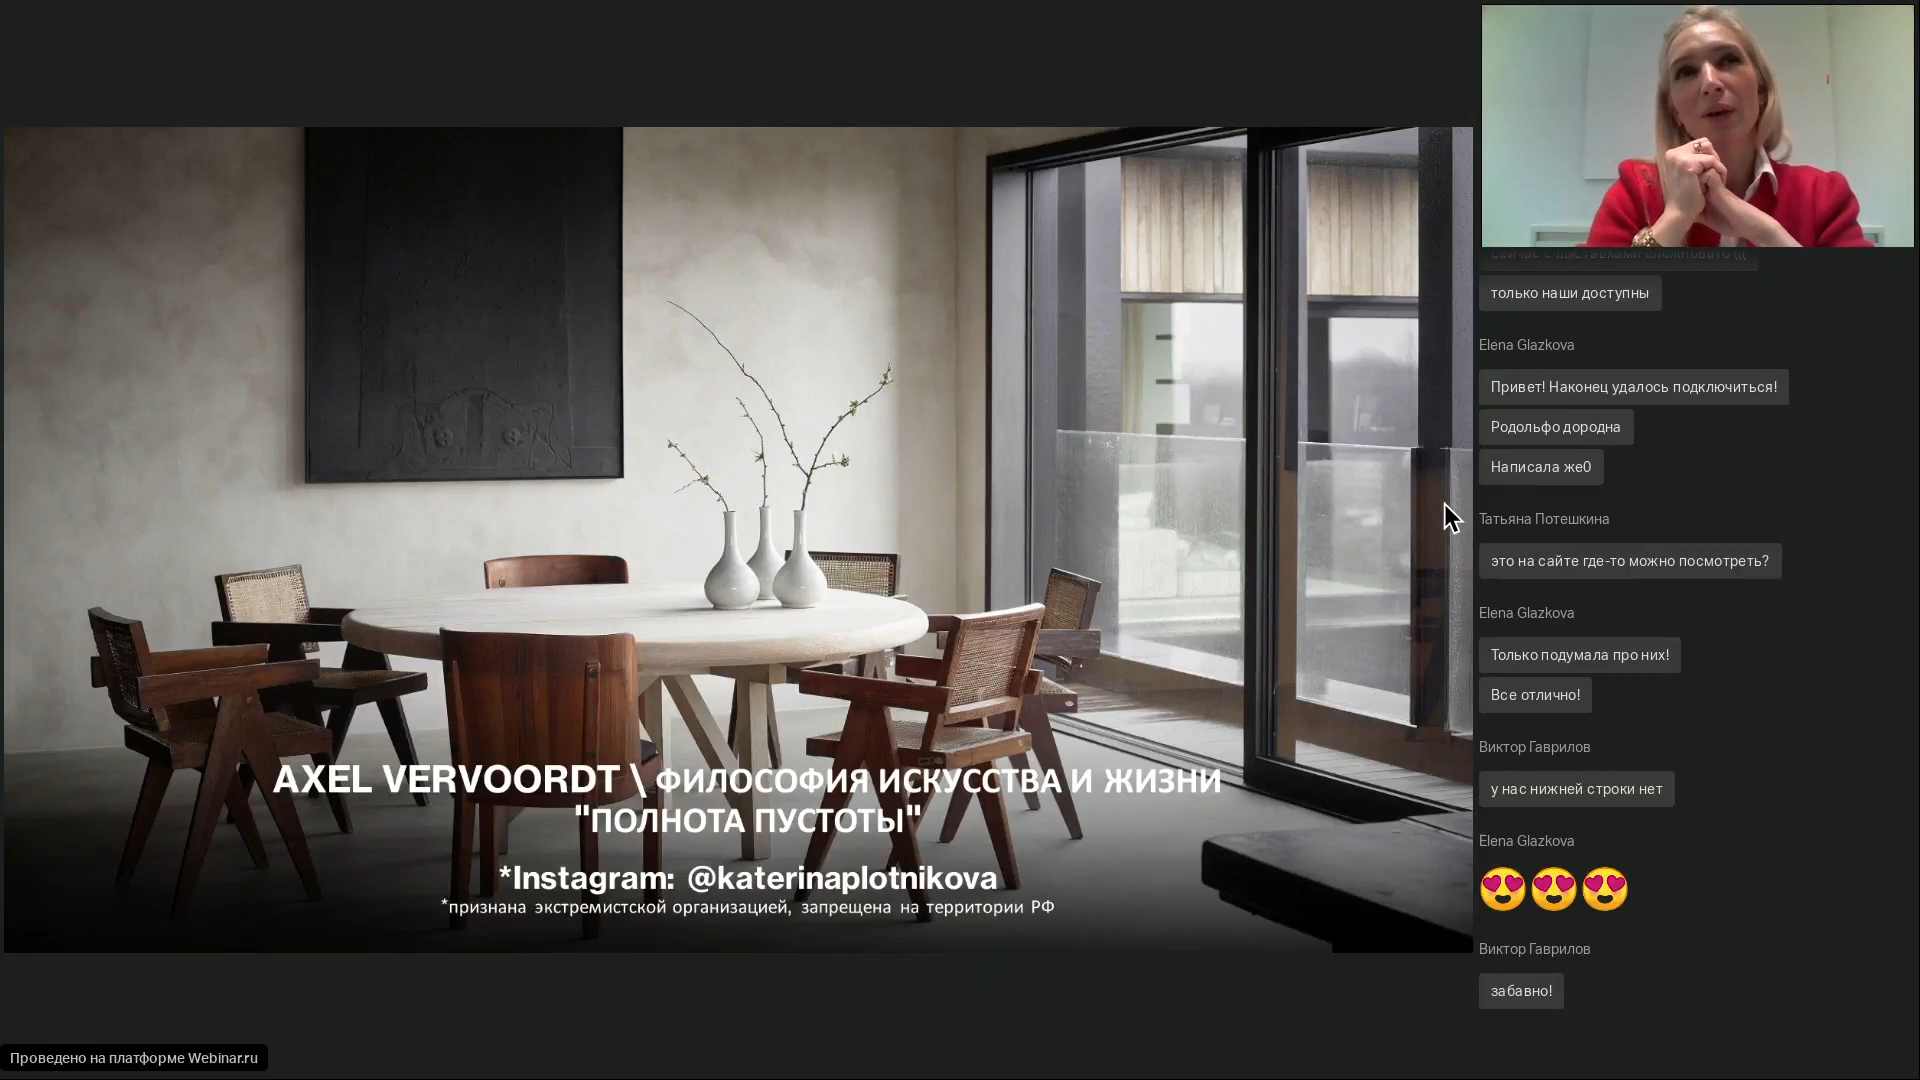 AXEL VERVOORDT \ ФИЛОСОФИЯ ИСКУССТВА И ЖИЗНИ
"ПОЛНОТА ПУСТОТЫ"
*Instagram: @katerinaplotnikova
*признана экстремистской организацией, запрещена на территории РФ
сейчас с выставками сложновато (((
только наши доступны
Elena Glazkova
Привет! Наконец удалось подключиться!
Родольфо дородна
Написала же0
Татьяна Потешкина
это на сайте где-то можно посмотреть?
Elena Glazkova
Только подумала про них!
Все отлично!
Виктор Гаврилов
у нас нижней строки нет
Elena Glazkova
😍😍😍
Виктор Гаврилов
забавно!
Проведено на платформе Webinar.ru